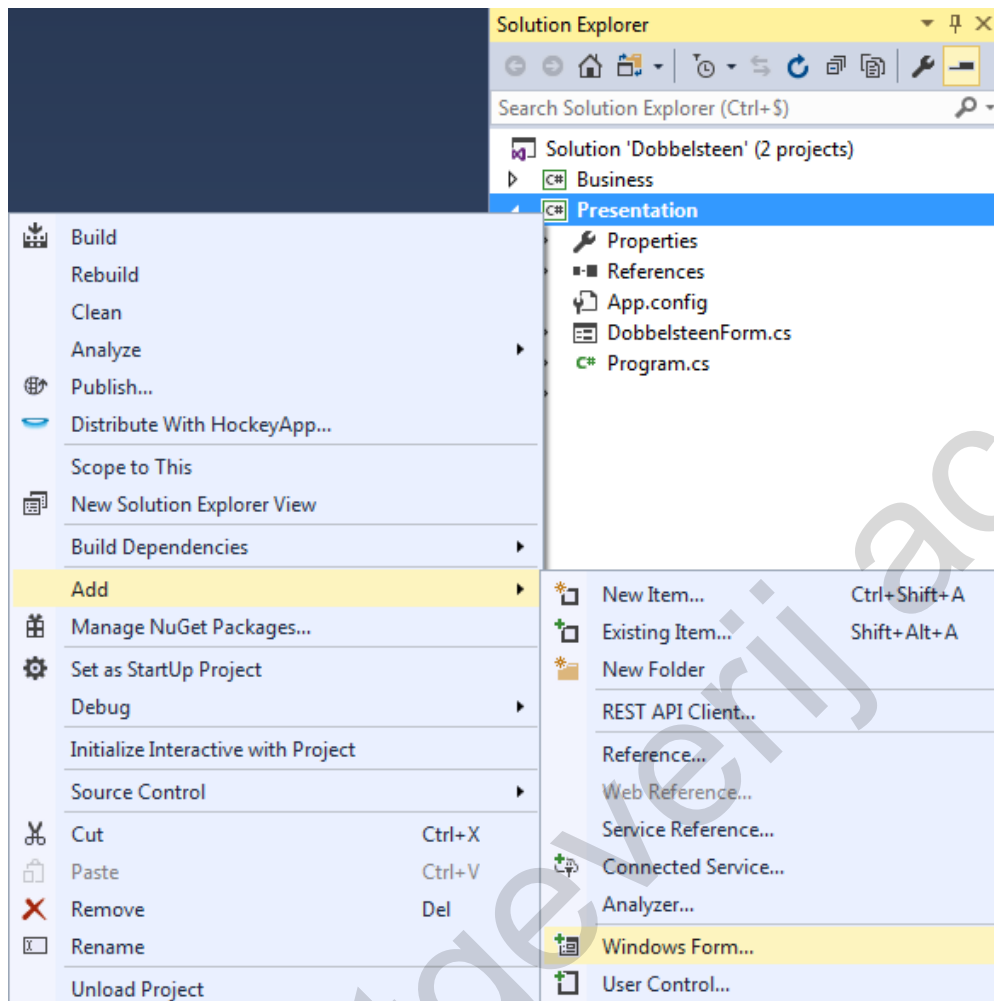 Solution Explorer
Search Solution Explorer (Ctrl+$)
Solution 'Dobbelsteen' (2 projects)
C# Business
C# Presentation
Properties
References
App.config
DobbelsteenForm.cs
C# Program.cs
Build
Rebuild
Clean
Analyze
Publish...
Distribute With HockeyApp...
Scope to This
New Solution Explorer View
Build Dependencies
Add
Manage NuGet Packages...
Set as StartUp Project
Debug
Initialize Interactive with Project
Source Control
Cut Ctrl+X
Paste Ctrl+V
Remove Del
Rename
Unload Project
New Item... Ctrl+Shift+A
Existing Item... Shift+Alt+A
New Folder
REST API Client...
Reference...
Web Reference...
Service Reference...
Connected Service...
Analyzer...
Windows Form...
User Control...